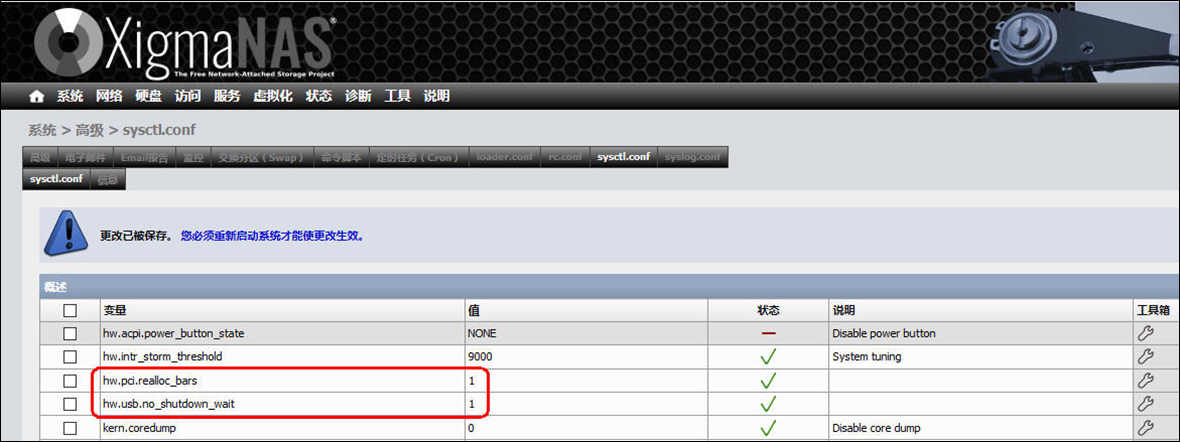 XigmaNAS®
The Free Network-Attached Storage Project
系统 网络 硬盘 访问 服务 虚拟化 状态 诊断 工具 说明
系统 > 高级 > sysctl.conf
高级 电子邮件 Email报告 监控 交换分区（Swap） 命令脚本 定时任务（Cron） loader.conf rc.conf sysctl.conf syslog.conf
sysctl.conf 信息
更改已被保存。 您必须重新启动系统才能使更改生效。
概述
变量 值 状态 说明 工具箱
hw.acpi.power_button_state NONE Disable power button
hw.intr_storm_threshold 9000 System tuning
hw.pci.realloc_bars 1
hw.usb.no_shutdown_wait 1
kern.coredump 0 Disable core dump